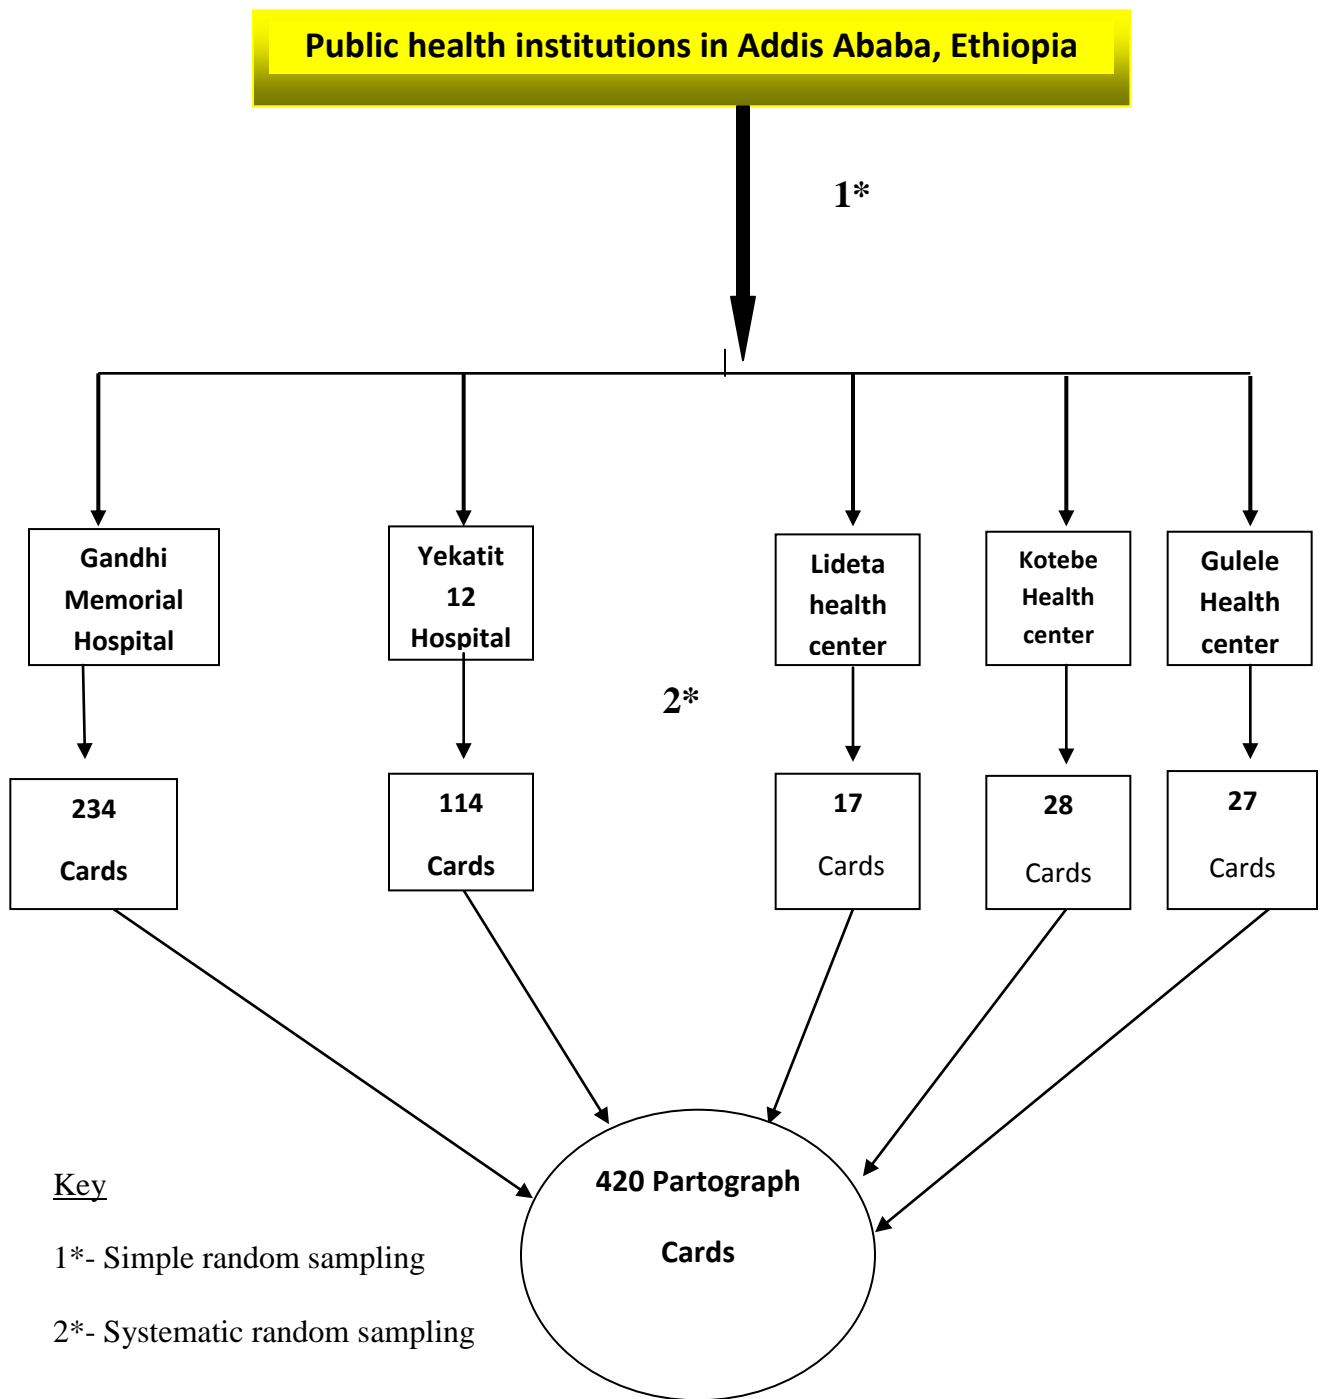 Public health institutions in Addis Ababa, Ethiopia
1*
Gandhi
Memorial
Hospital
Yekatit
12
Hospital
Lideta
health
center
Kotebe
Health
center
Gulele
Health
center
2*
234
Cards
114
Cards
17
Cards
28
Cards
27
Cards
420 Partograph
Cards
Key
1*- Simple random sampling
2*- Systematic random sampling